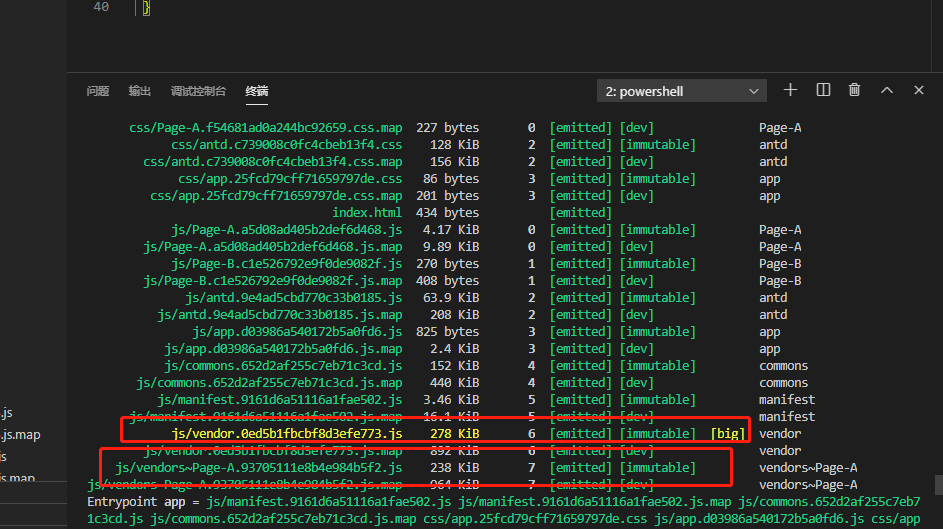 40 }
问题 输出 调试控制台 终端 2: powershell
css/Page-A.f54681ad0a244bc92659.css.map 227 bytes 0 [emitted] [dev] Page-A
css/antd.c739008c0fc4cbeb13f4.css 128 KiB 2 [emitted] [immutable] antd
css/antd.c739008c0fc4cbeb13f4.css.map 156 KiB 2 [emitted] [dev] antd
css/app.25fcd79cff71659797de.css 86 bytes 3 [emitted] [immutable] app
css/app.25fcd79cff71659797de.css.map 201 bytes 3 [emitted] [dev] app
index.html 434 bytes [emitted]
js/Page-A.a5d08ad405b2def6d468.js 4.17 KiB 0 [emitted] [immutable] Page-A
js/Page-A.a5d08ad405b2def6d468.js.map 9.89 KiB 0 [emitted] [dev] Page-A
js/Page-B.c1e526792e9f0de9082f.js 270 bytes 1 [emitted] [immutable] Page-B
js/Page-B.c1e526792e9f0de9082f.js.map 408 bytes 1 [emitted] [dev] Page-B
js/antd.9e4ad5cbd770c33b0185.js 63.9 KiB 2 [emitted] [immutable] antd
js/antd.9e4ad5cbd770c33b0185.js.map 208 KiB 2 [emitted] [dev] antd
js/app.d03986a540172b5a0fd6.js 825 bytes 3 [emitted] [immutable] app
js/app.d03986a540172b5a0fd6.js.map 2.4 KiB 3 [emitted] [dev] app
js/commons.652d2af255c7eb71c3cd.js 152 KiB 4 [emitted] [immutable] commons
js/commons.652d2af255c7eb71c3cd.js.map 440 KiB 4 [emitted] [dev] commons
js/manifest.9161d6a51116a1fae502.js 3.46 KiB 5 [emitted] [immutable] manifest
js/manifest.9161d6a51116a1fae502.js.map 16.1 KiB 5 [emitted] [dev] manifest
js/vendor.0ed5b1fbcbf8d3efe773.js 278 KiB 6 [emitted] [immutable] [big] vendor
js/vendor.0ed5b1fbcbf8d3efe773.js.map 892 KiB 6 [emitted] [dev] vendor
js/vendors~Page-A.93705111e8b4e984b5f2.js 238 KiB 7 [emitted] [immutable] vendors~Page-A
js/vendors~Page-A.93705111e8b4e984b5f2.js.map 964 KiB 7 [emitted] [dev] vendors~Page-A
Entrypoint app = js/manifest.9161d6a51116a1fae502.js js/manifest.9161d6a51116a1fae502.js.map js/commons.652d2af255c7eb7
1c3cd.js js/commons.652d2af255c7eb71c3cd.js.map css/app.25fcd79cff71659797de.css js/app.d03986a540172b5a0fd6.js css/app
.js
.js.map
s
js.map